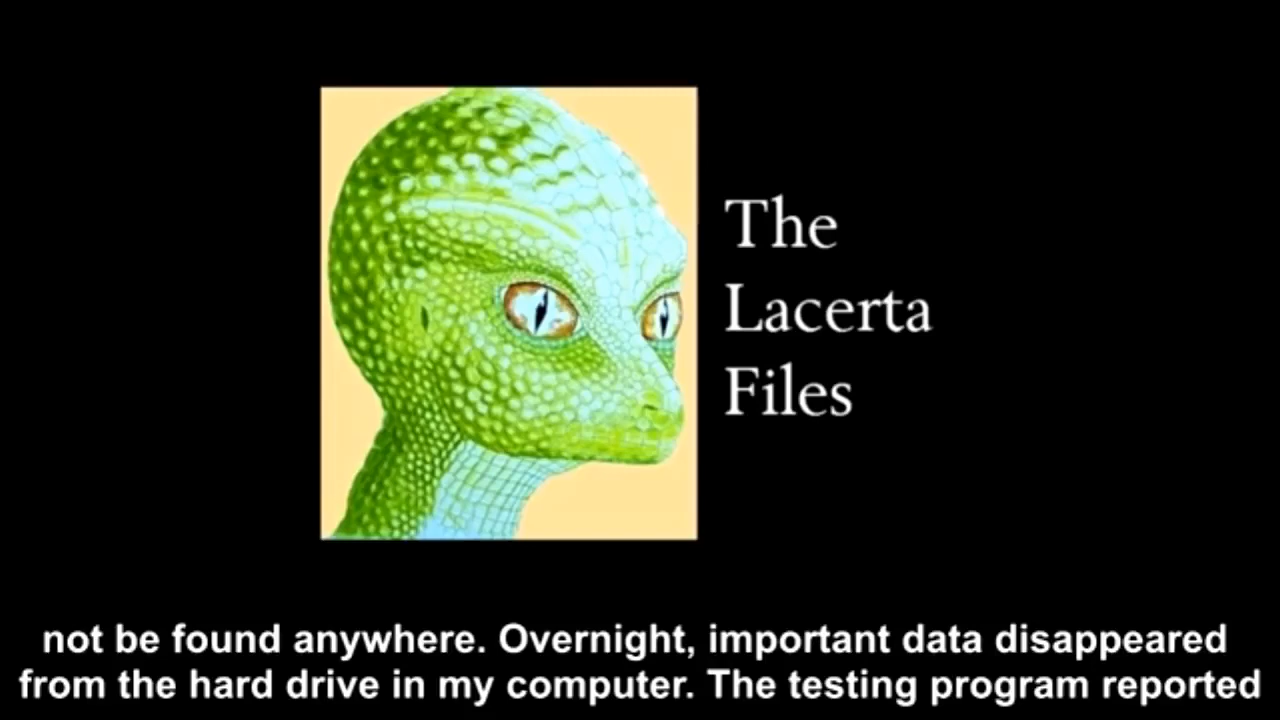 The
Lacerta
Files
not be found anywhere. Overnight, important data disappeared
from the hard drive in my computer. The testing program reported